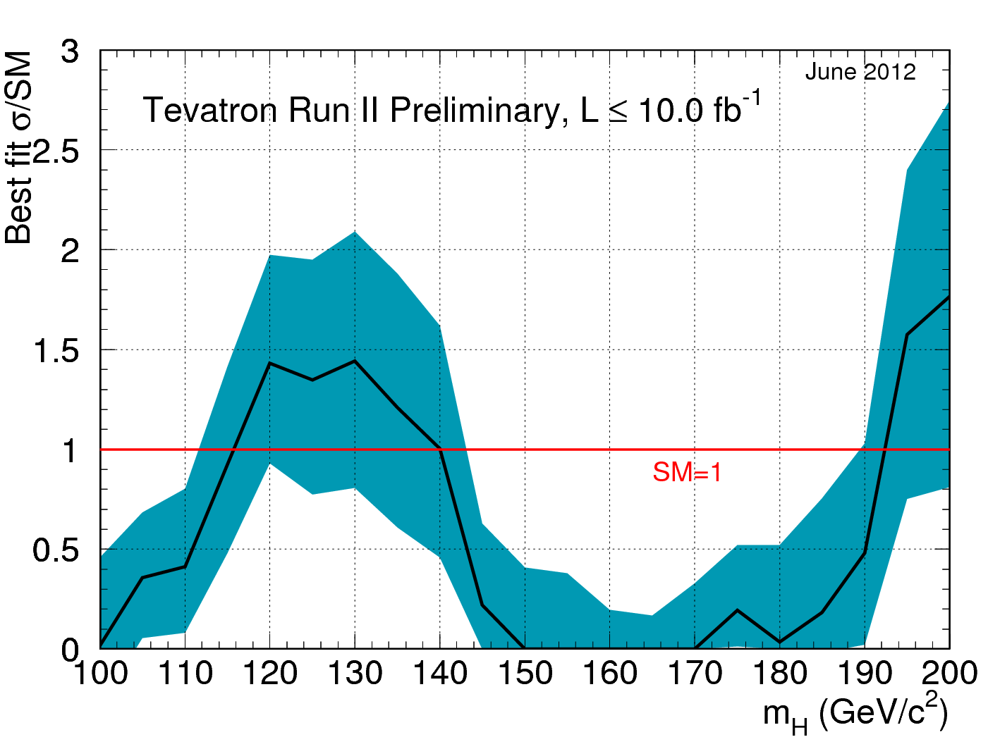 June 2012
Tevatron Run II Preliminary, L ≤ 10.0 fb⁻¹
Best fit σ/SM
3
2.5
2
1.5
1
0.5
0
SM=1
100 110 120 130 140 150 160 170 180 190 200
m_H (GeV/c²)